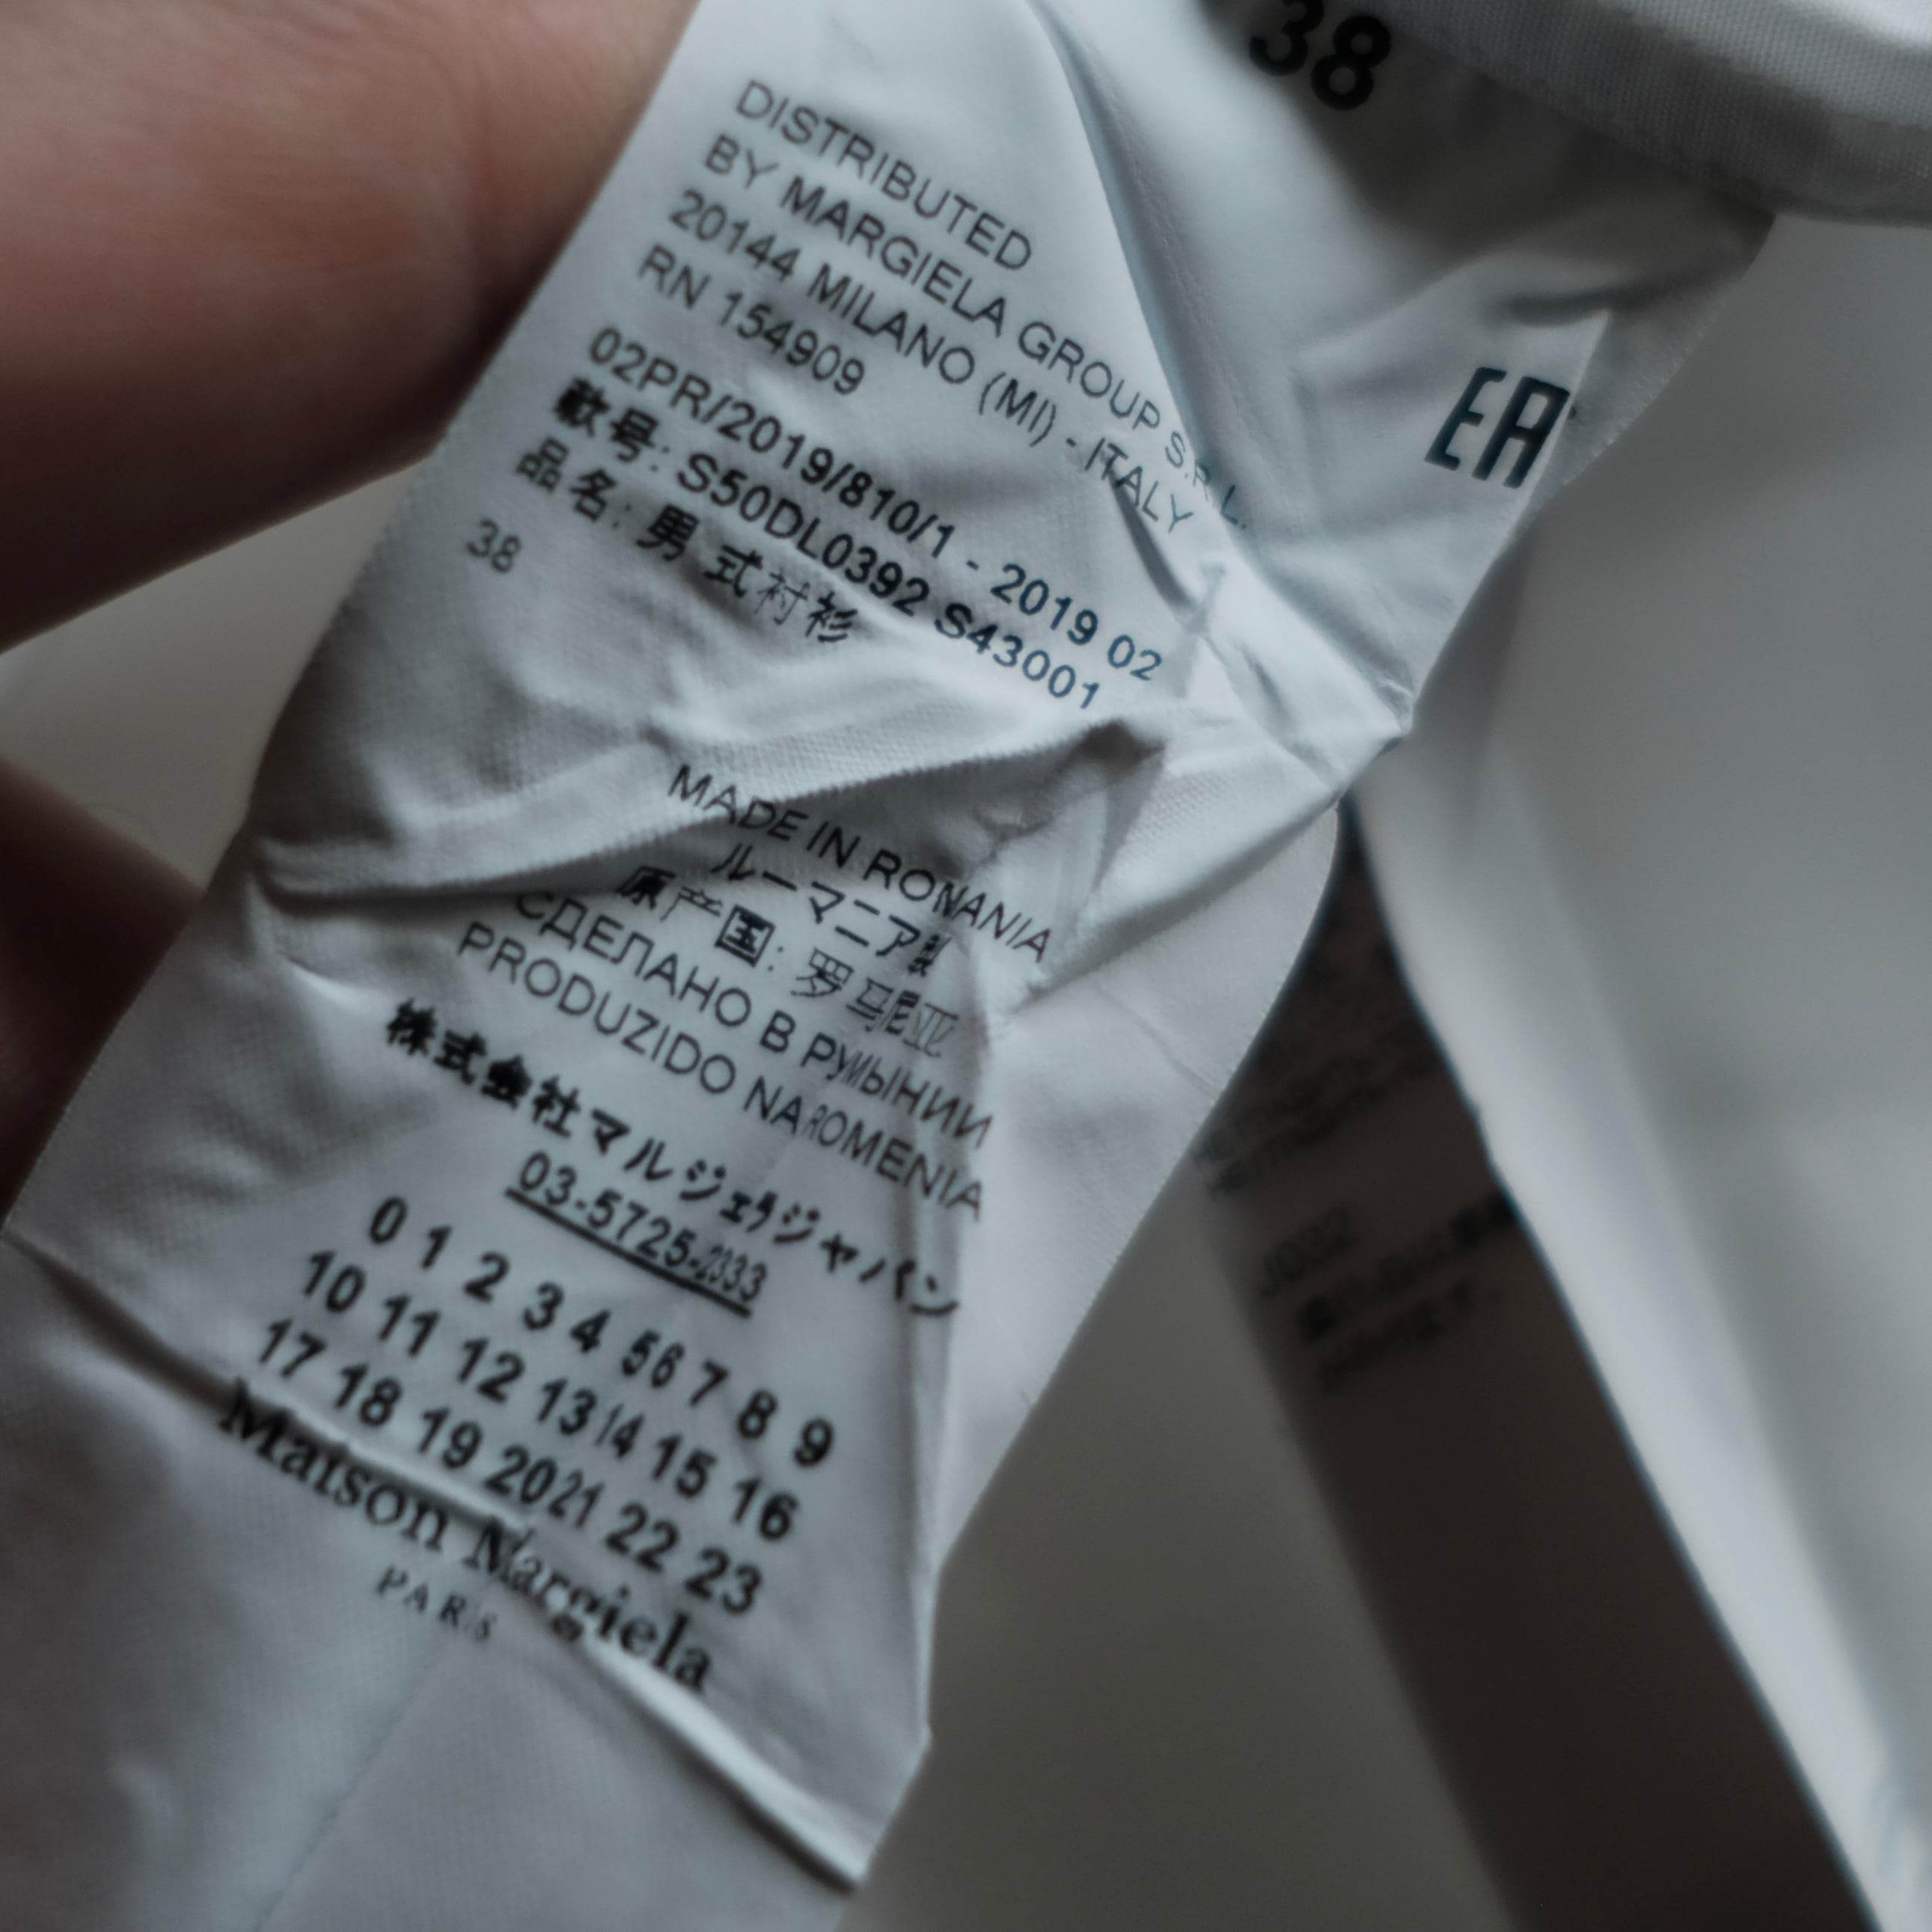 38
DISTRIBUTED
BY MARGIELA GROUP S.R.L.
20144 MILANO (MI) - ITALY
RN 154909
EAC
02PR/2019/810/1 - 2019 02
款号: S50DL0392 S43001
品名: 男式衬衫
38
MADE IN ROMANIA
ルーマニア製
原产国: 罗马尼亚
СДЕЛАНО В РУМЫНИИ
PRODUZIDO NA ROMENIA
株式会社マルジェラジャパン
03-5725-2333
0 1 2 3 4 5 6 7 8 9
10 11 12 13 14 15 16
17 18 19 20 21 22 23
Maison Margiela
PARIS